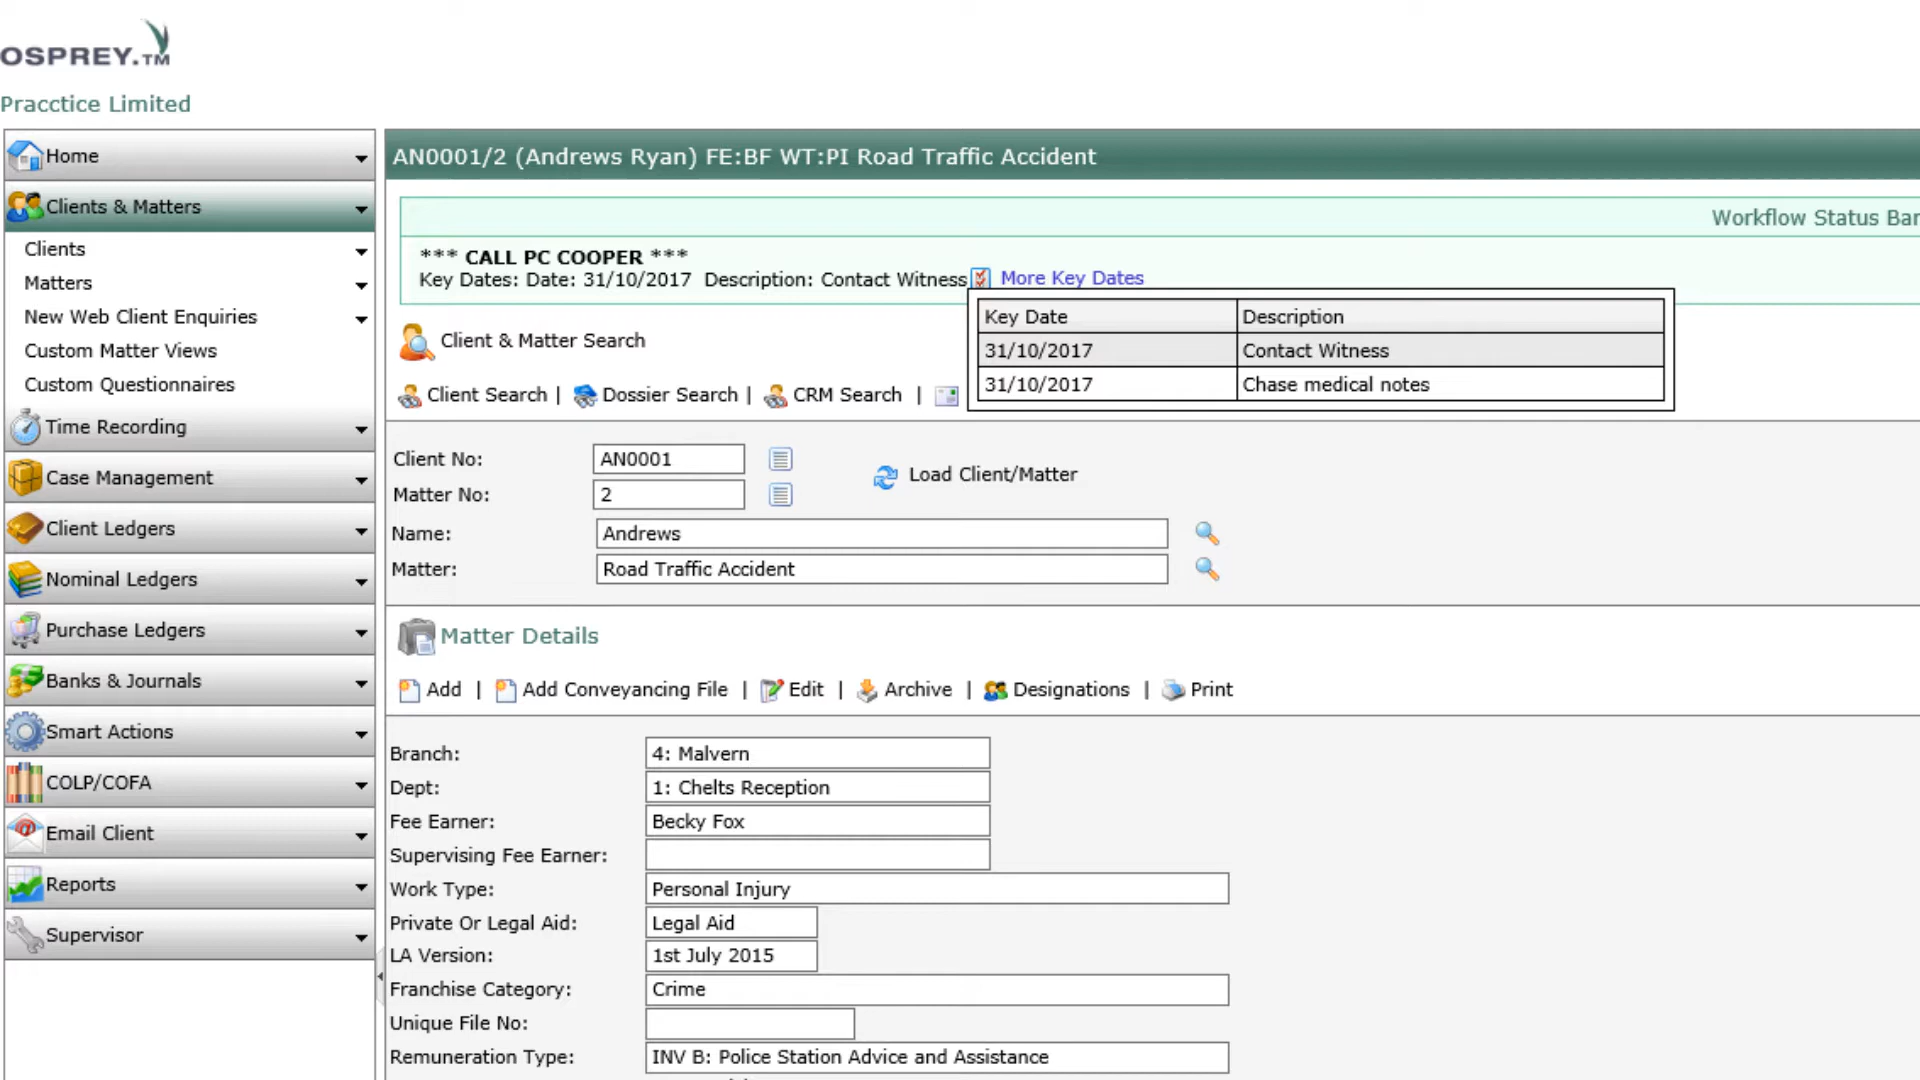 OSPREY.TM
Pracctice Limited
Home
Clients & Matters
Clients
Matters
New Web Client Enquiries
Custom Matter Views
Custom Questionnaires
Time Recording
Case Management
Client Ledgers
Nominal Ledgers
Purchase Ledgers
Banks & Journals
Smart Actions
COLP/COFA
Email Client
Reports
Supervisor
AN0001/2 (Andrews Ryan) FE:BF WT:PI Road Traffic Accident
Workflow Status Bar
*** CALL PC COOPER ***
Key Dates: Date: 31/10/2017 Description: Contact Witness More Key Dates
Key Date Description
31/10/2017 Contact Witness
31/10/2017 Chase medical notes
Client & Matter Search
Client Search | Dossier Search | CRM Search |
Client No: AN0001
Load Client/Matter
Matter No: 2
Name: Andrews
Matter: Road Traffic Accident
Matter Details
Add | Add Conveyancing File | Edit | Archive | Designations | Print
Branch: 4: Malvern
Dept: 1: Chelts Reception
Fee Earner: Becky Fox
Supervising Fee Earner:
Work Type: Personal Injury
Private Or Legal Aid: Legal Aid
LA Version: 1st July 2015
Franchise Category: Crime
Unique File No:
Remuneration Type: INV B: Police Station Advice and Assistance